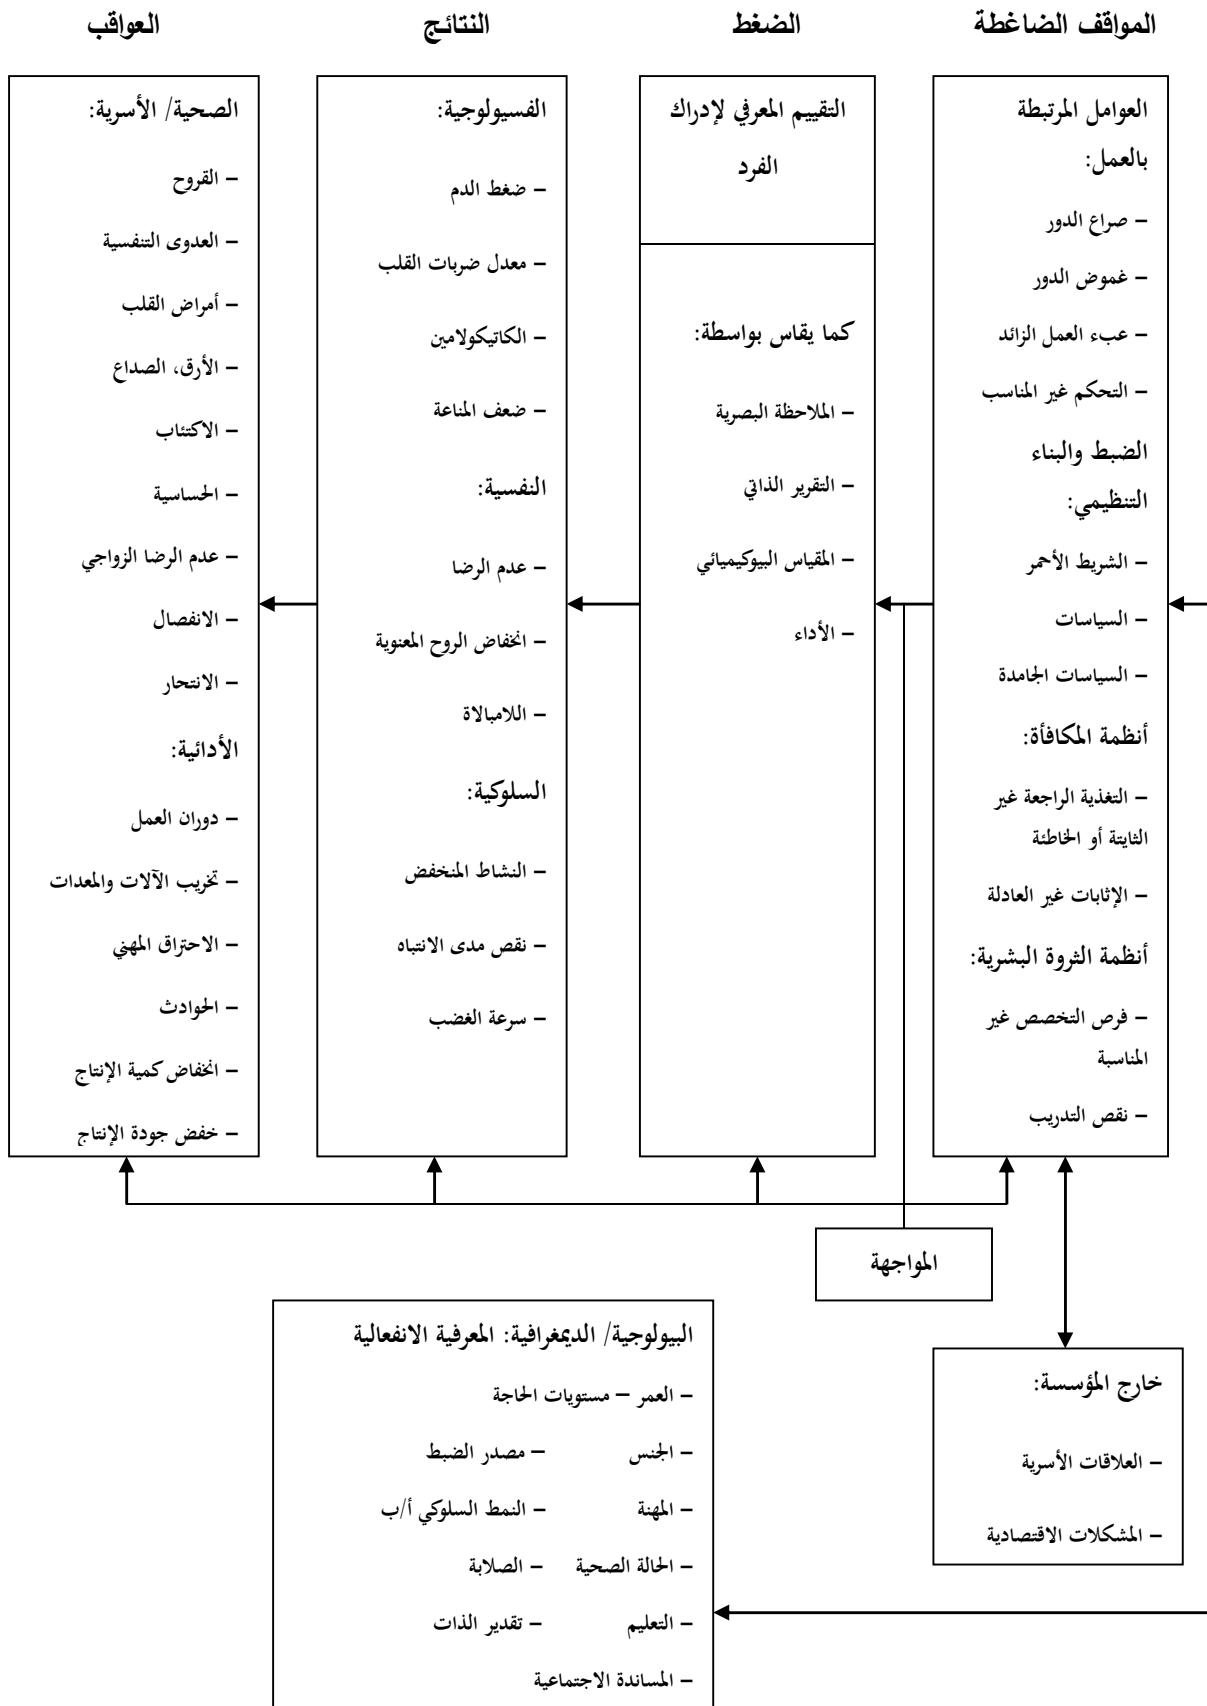 المواقف الضاغطة
الضغط
النتائج
العواقب
العوامل المرتبطة
بالعمل:
– صراع الدور
– غموض الدور
– عبء العمل الزائد
– التحكم غير المناسب
الضبط والبناء
التنظيمي:
– الشريط الأحمر
– السياسات
– السياسات الجامدة
أنظمة المكافأة:
– التغذية الراجعة غير
الثايتة أو الخاطئة
– الإثابات غير العادلة
أنظمة الثروة البشرية:
– فرص التخصص غير
المناسبة
– نقص التدريب
التقييم المعرفي لإدراك
الفرد
كما يقاس بواسطة:
– الملاحظة البصرية
– التقرير الذاتي
– المقياس البيوكيميائي
– الأداء
الفسيولوجية:
– ضغط الدم
– معدل ضربات القلب
– الكاتيكولامين
– ضعف المناعة
النفسية:
– عدم الرضا
– انخفاض الروح المعنوية
– اللامبالاة
السلوكية:
– النشاط المنخفض
– نقص مدى الانتباه
– سرعة الغضب
الصحية/ الأسرية:
– القروح
– العدوى التنفسية
– أمراض القلب
– الأرق، الصداع
– الاكتئاب
– الحساسية
– عدم الرضا الزواجي
– الانفصال
– الانتحار
الأدائية:
– دوران العمل
– تخريب الآلات والمعدات
– الاحتراق المهني
– الحوادث
– انخفاض كمية الإنتاج
– خفض جودة الإنتاج
المواجهة
خارج المؤسسة:
– العلاقات الأسرية
– المشكلات الاقتصادية
البيولوجية/ الديمغرافية: المعرفية الانفعالية
– العمر – مستويات الحاجة
– الجنس – مصدر الضبط
– المهنة – النمط السلوكي أ/ب
– الحالة الصحية – الصلابة
– التعليم – تقدير الذات
– المساندة الاجتماعية